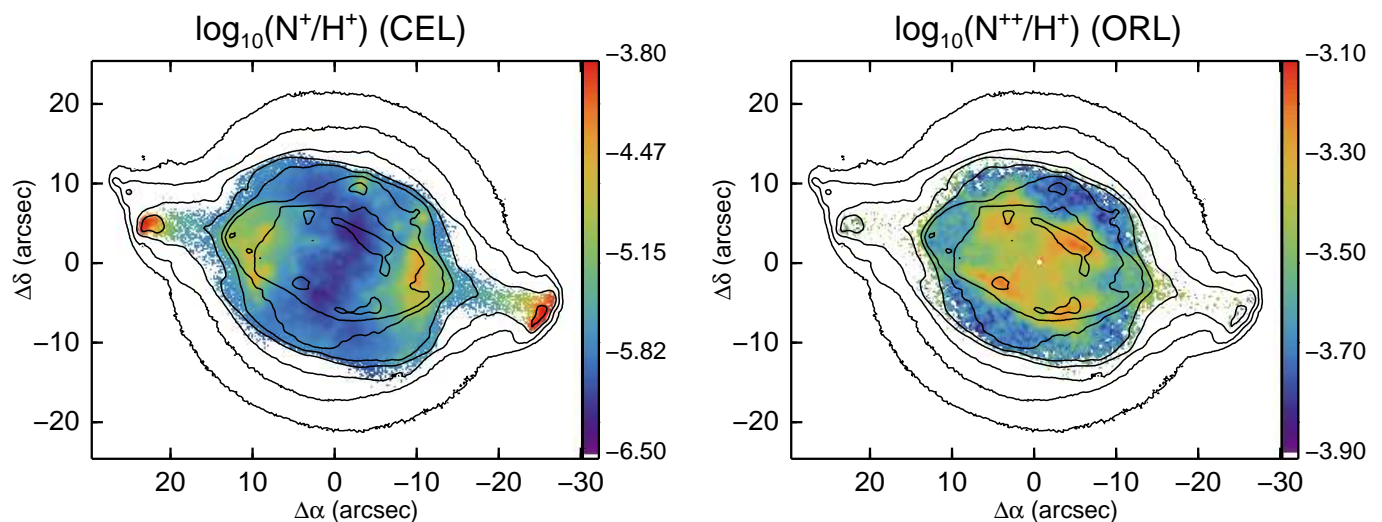 log₁₀(N⁺/H⁺) (CEL)
20
10
0
−10
−20
Δδ (arcsec)
20 10 0 −10 −20 −30
Δα (arcsec)
−3.80
−4.47
−5.15
−5.82
−6.50
log₁₀(N⁺⁺/H⁺) (ORL)
20
10
0
−10
−20
Δδ (arcsec)
20 10 0 −10 −20 −30
Δα (arcsec)
−3.10
−3.30
−3.50
−3.70
−3.90